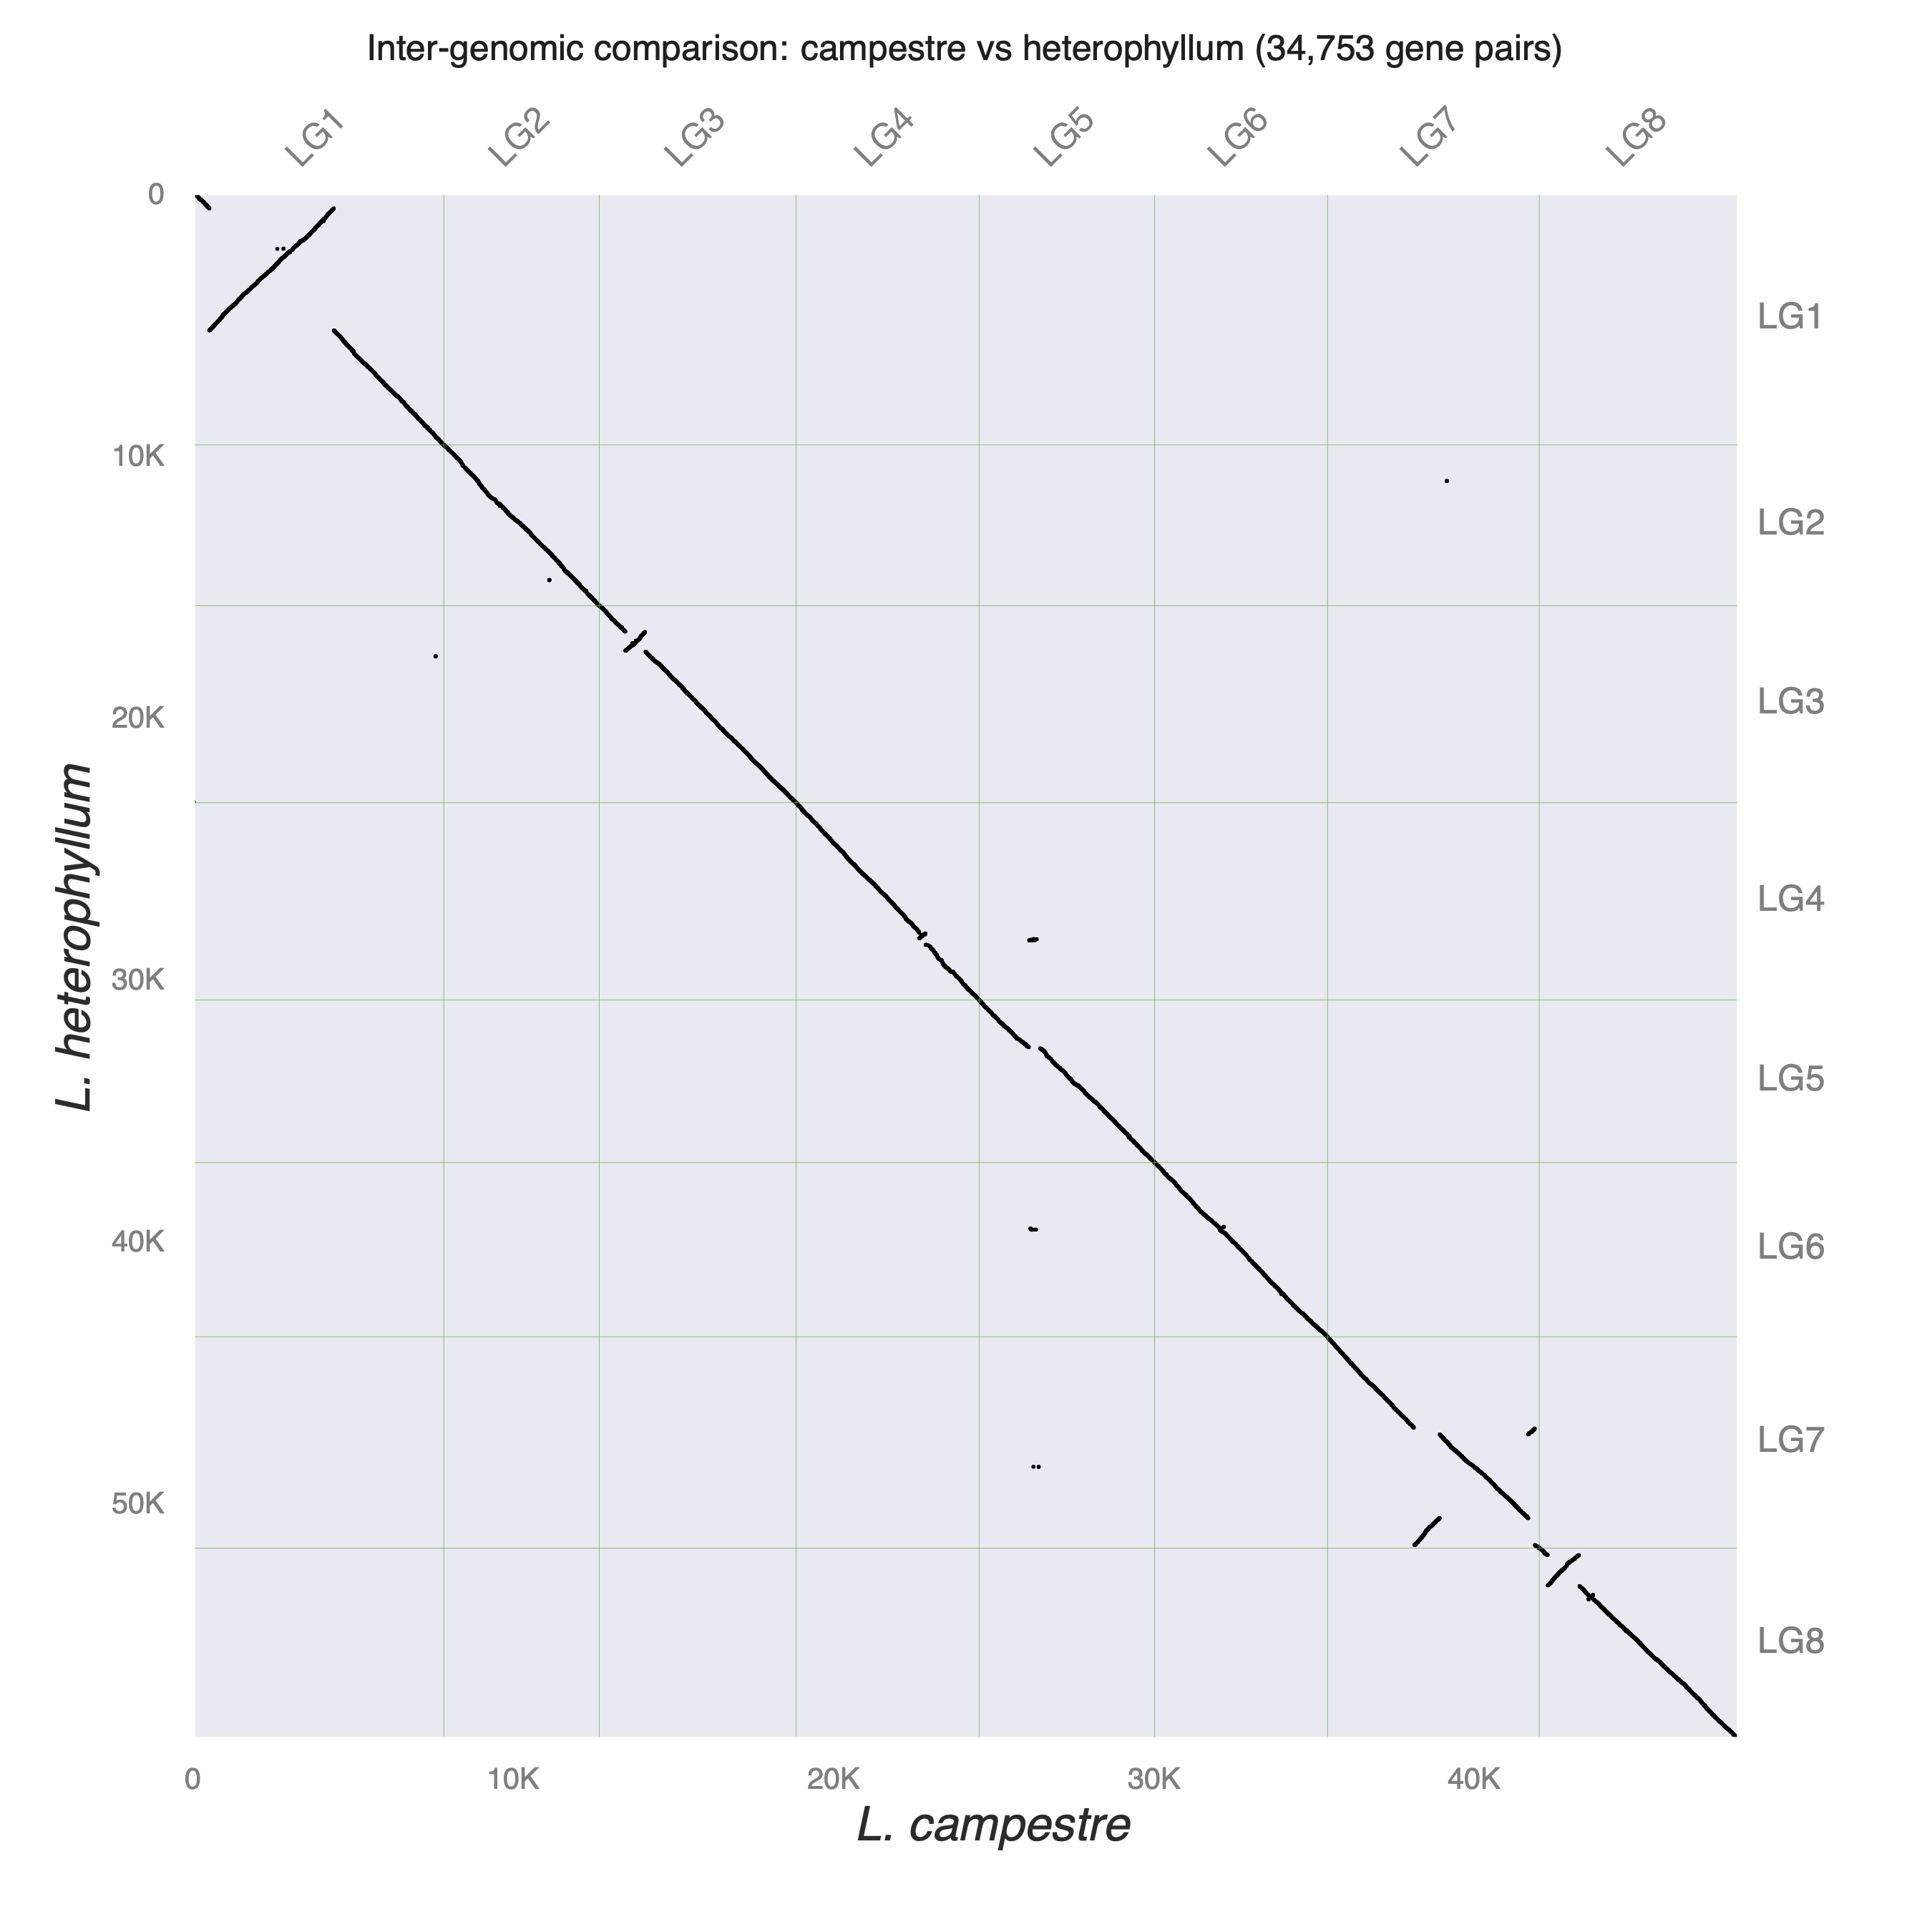 Inter-genomic comparison: campestre vs heterophyllum (34,753 gene pairs)
LG1 LG2 LG3 LG4 LG5 LG6 LG7 LG8
0
LG1
10K
LG2
LG3
20K
LG4
L. heterophyllum
30K
LG5
40K
LG6
LG7
50K
LG8
0 10K 20K 30K 40K
L. campestre